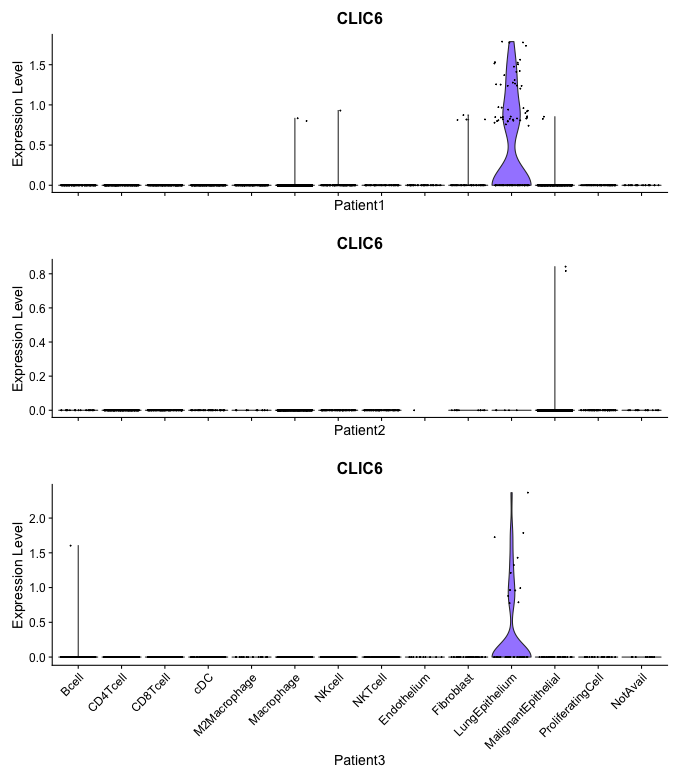 CLIC6
Expression Level
1.5
1.0
0.5
0.0
Patient1
CLIC6
Expression Level
0.8
0.6
0.4
0.2
0.0
Patient2
CLIC6
Expression Level
2.0
1.5
1.0
0.5
0.0
Bcell
CD4Tcell
CD8Tcell
cDC
M2Macrophage
Macrophage
NKcell
NKTcell
Endothelium
Fibroblast
LungEpithelium
MalignantEpithelial
ProliferatingCell
NotAvail
Patient3